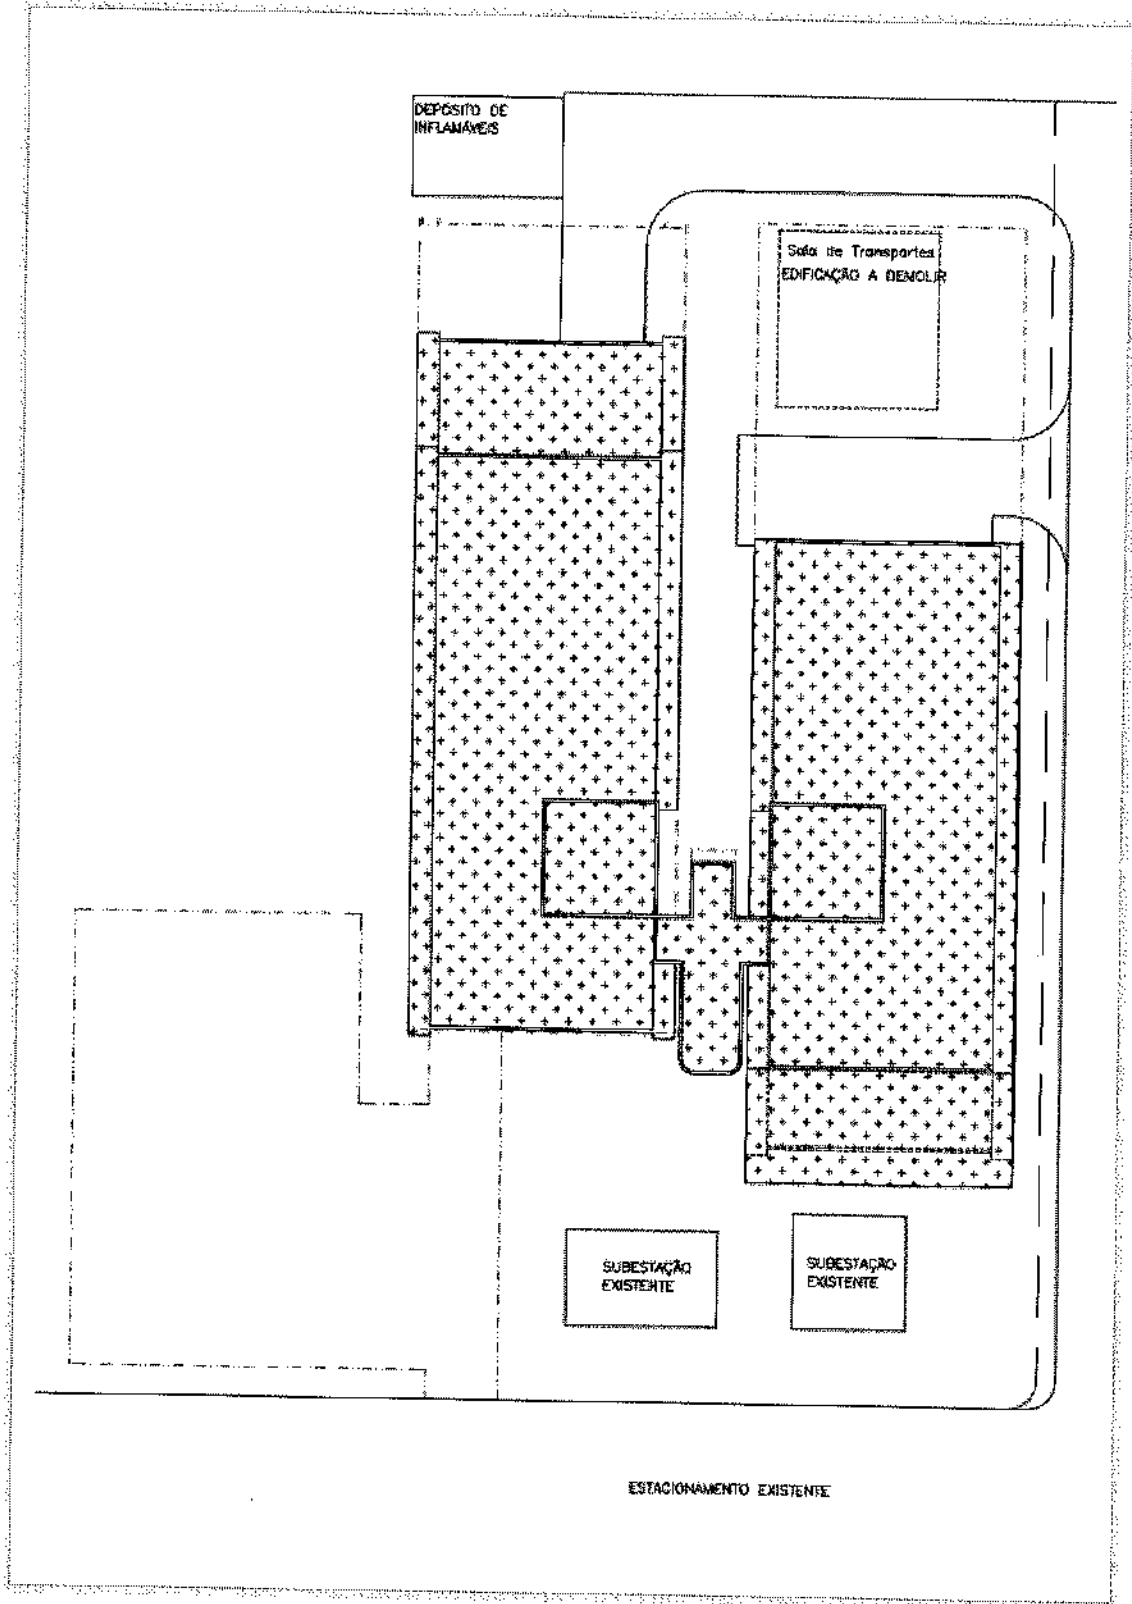 DEPÓSITO DE
INFLAMÁVEIS
Sala de Transportes
EDIFICAÇÃO A DEMOLIR
SUBESTAÇÃO
EXISTENTE
SUBESTAÇÃO
EXISTENTE
ESTACIONAMENTO EXISTENTE